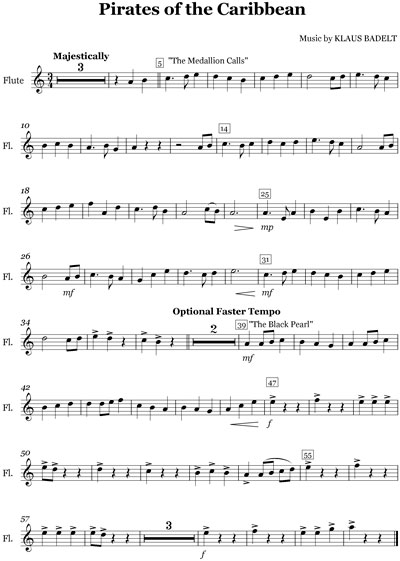 Pirates of the Caribbean
Music by KLAUS BADELT
Majestically
3
5 "The Medallion Calls"
Flute
10
14
Fl.
18
25
Fl.
mp
26
31
Fl.
mf
mf
Optional Faster Tempo
34
2
39 "The Black Pearl"
Fl.
mf
42
47
Fl.
f
50
55
Fl.
57
3
Fl.
f